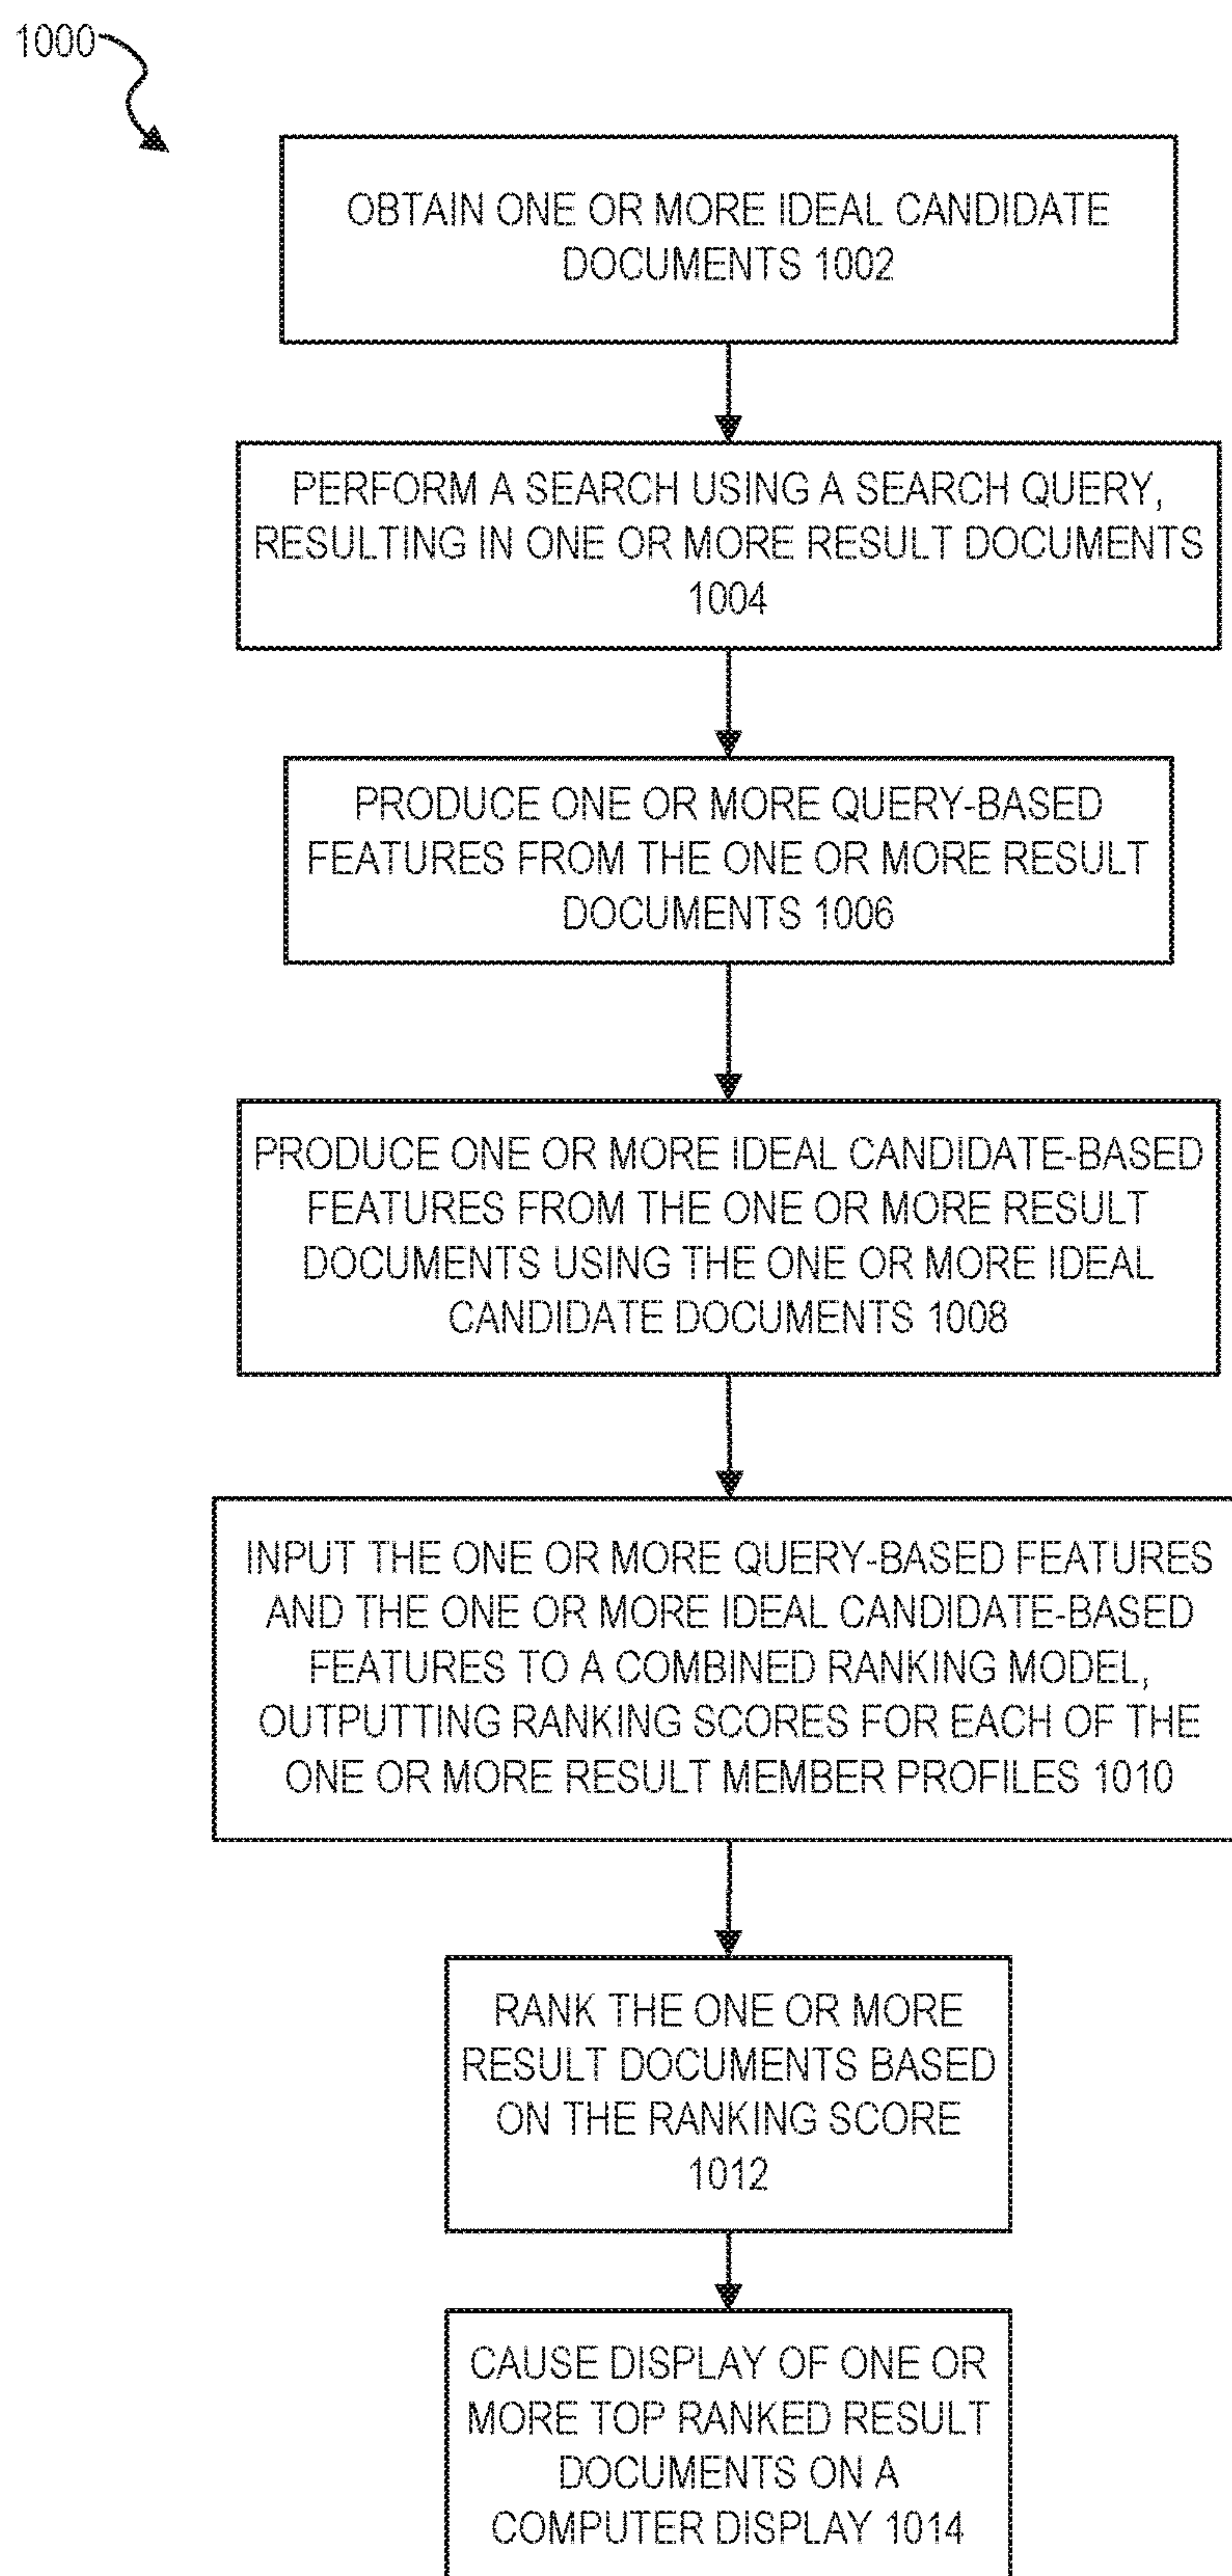 1000
OBTAIN ONE OR MORE IDEAL CANDIDATE
DOCUMENTS 1002
PERFORM A SEARCH USING A SEARCH QUERY,
RESULTING IN ONE OR MORE RESULT DOCUMENTS
1004
PRODUCE ONE OR MORE QUERY-BASED
FEATURES FROM THE ONE OR MORE RESULT
DOCUMENTS 1006
PRODUCE ONE OR MORE IDEAL CANDIDATE-BASED
FEATURES FROM THE ONE OR MORE RESULT
DOCUMENTS USING THE ONE OR MORE IDEAL
CANDIDATE DOCUMENTS 1008
INPUT THE ONE OR MORE QUERY-BASED FEATURES
AND THE ONE OR MORE IDEAL CANDIDATE-BASED
FEATURES TO A COMBINED RANKING MODEL,
OUTPUTTING RANKING SCORES FOR EACH OF THE
ONE OR MORE RESULT MEMBER PROFILES 1010
RANK THE ONE OR MORE
RESULT DOCUMENTS BASED
ON THE RANKING SCORE
1012
CAUSE DISPLAY OF ONE OR
MORE TOP RANKED RESULT
DOCUMENTS ON A
COMPUTER DISPLAY 1014